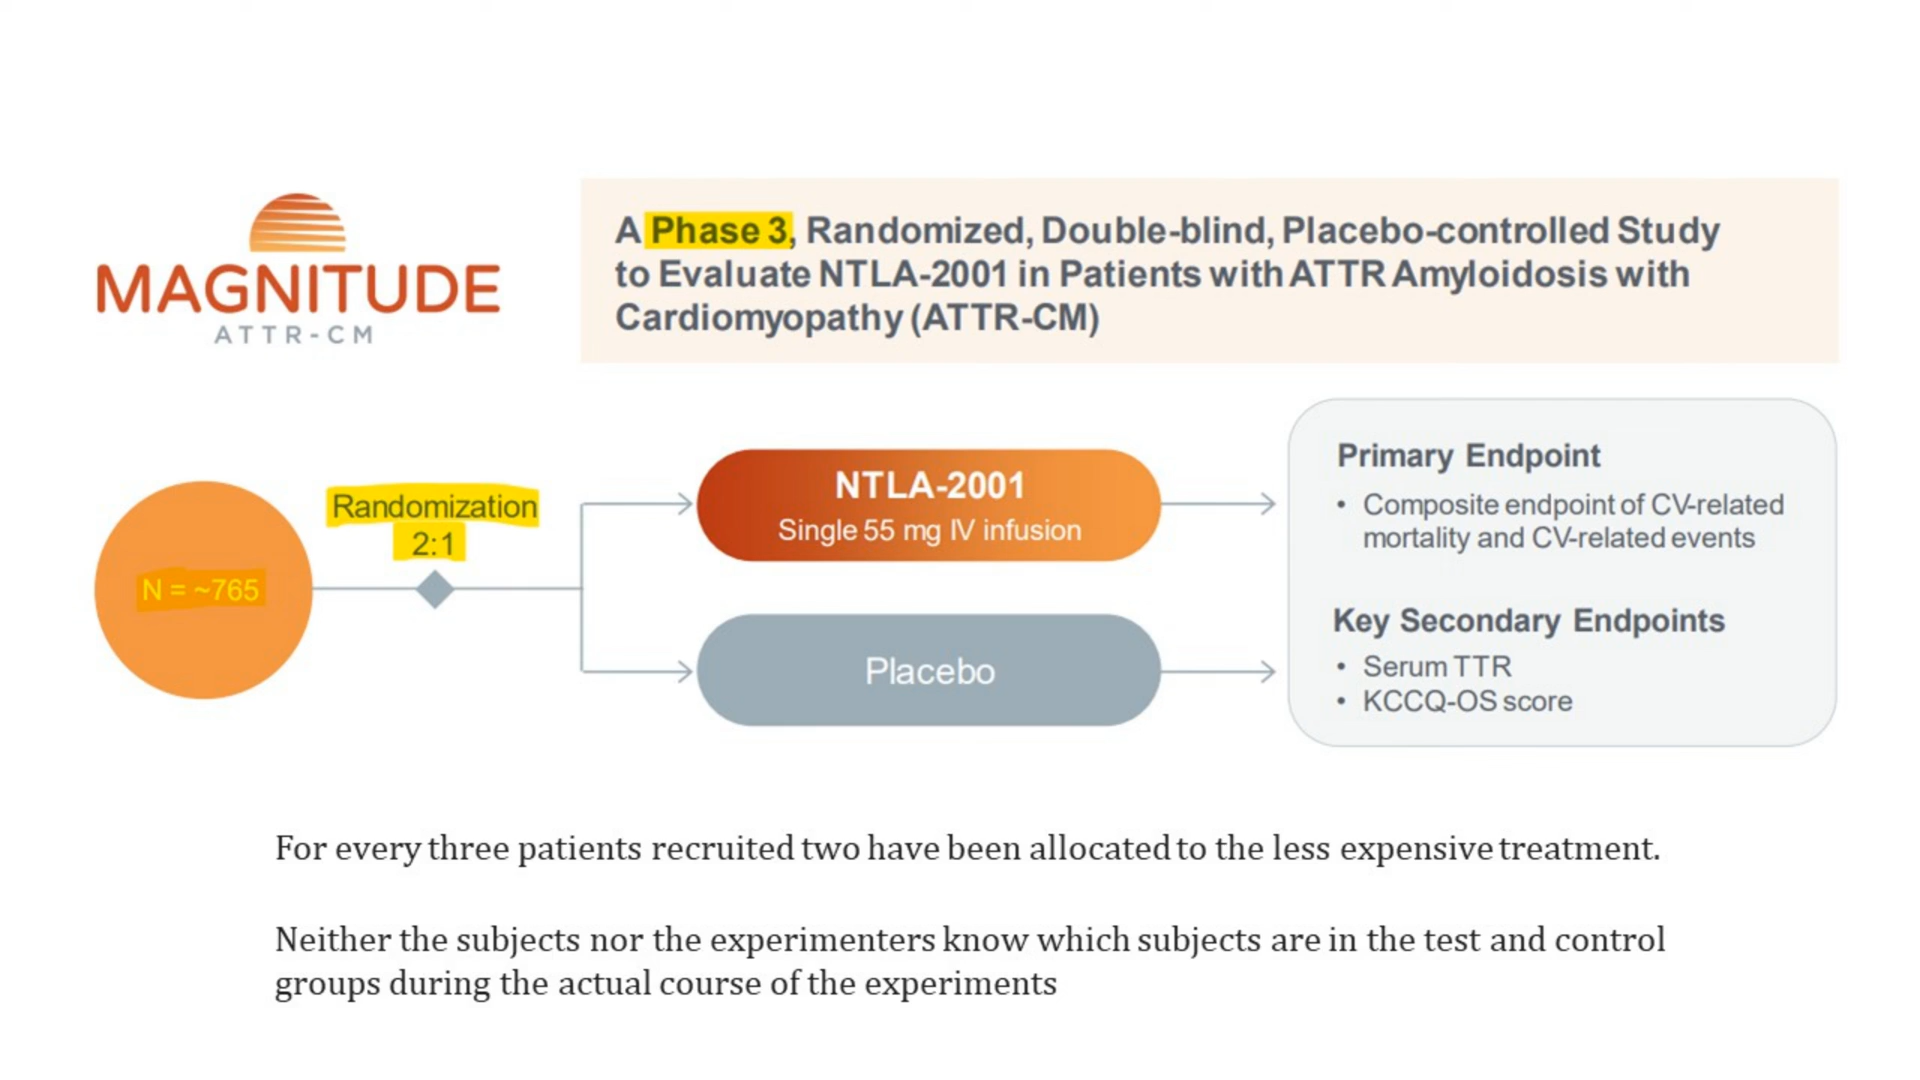 MAGNITUDE
ATTR-CM
A Phase 3, Randomized, Double-blind, Placebo-controlled Study
to Evaluate NTLA-2001 in Patients with ATTR Amyloidosis with
Cardiomyopathy (ATTR-CM)
N = ~765
Randomization
2:1
NTLA-2001
Single 55 mg IV infusion
Placebo
Primary Endpoint
• Composite endpoint of CV-related
mortality and CV-related events
Key Secondary Endpoints
• Serum TTR
• KCCQ-OS score
For every three patients recruited two have been allocated to the less expensive treatment.
Neither the subjects nor the experimenters know which subjects are in the test and control
groups during the actual course of the experiments